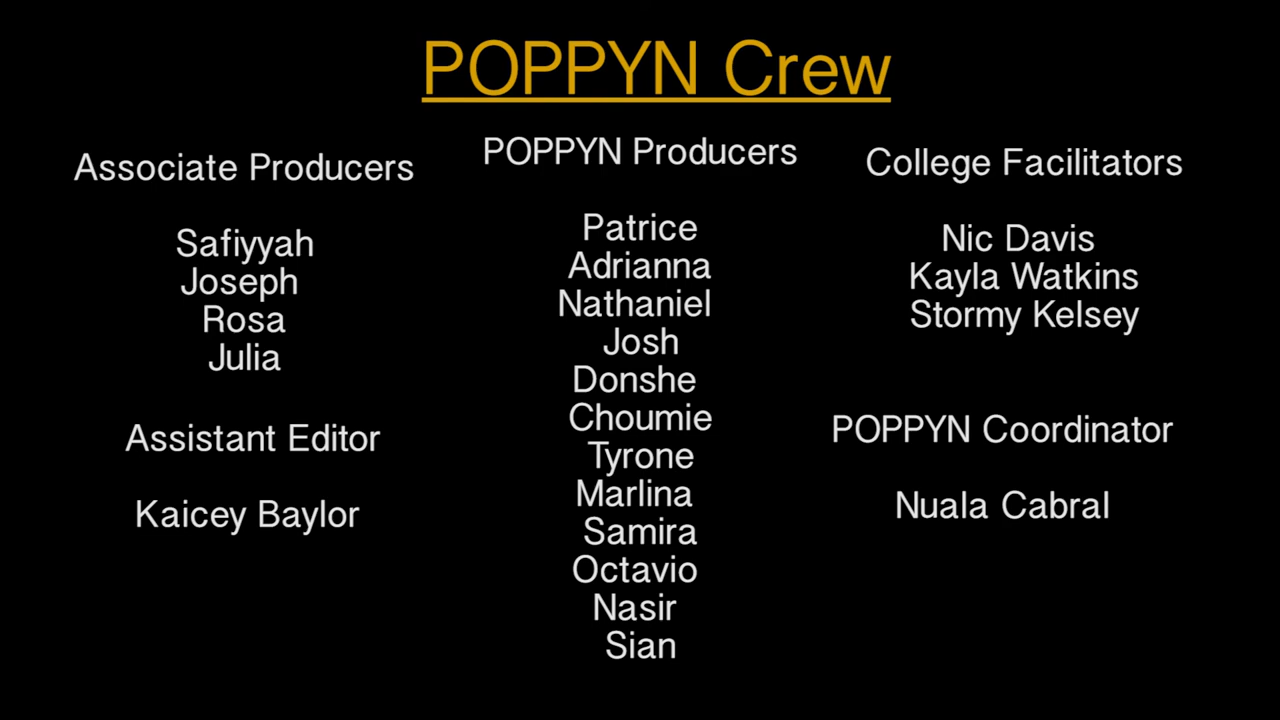 POPPYN Crew
Associate Producers
Safiyyah
Joseph
Rosa
Julia
Assistant Editor
Kaicey Baylor
POPPYN Producers
Patrice
Adrianna
Nathaniel
Josh
Donshe
Choumie
Tyrone
Marlina
Samira
Octavio
Nasir
Sian
College Facilitators
Nic Davis
Kayla Watkins
Stormy Kelsey
POPPYN Coordinator
Nuala Cabral